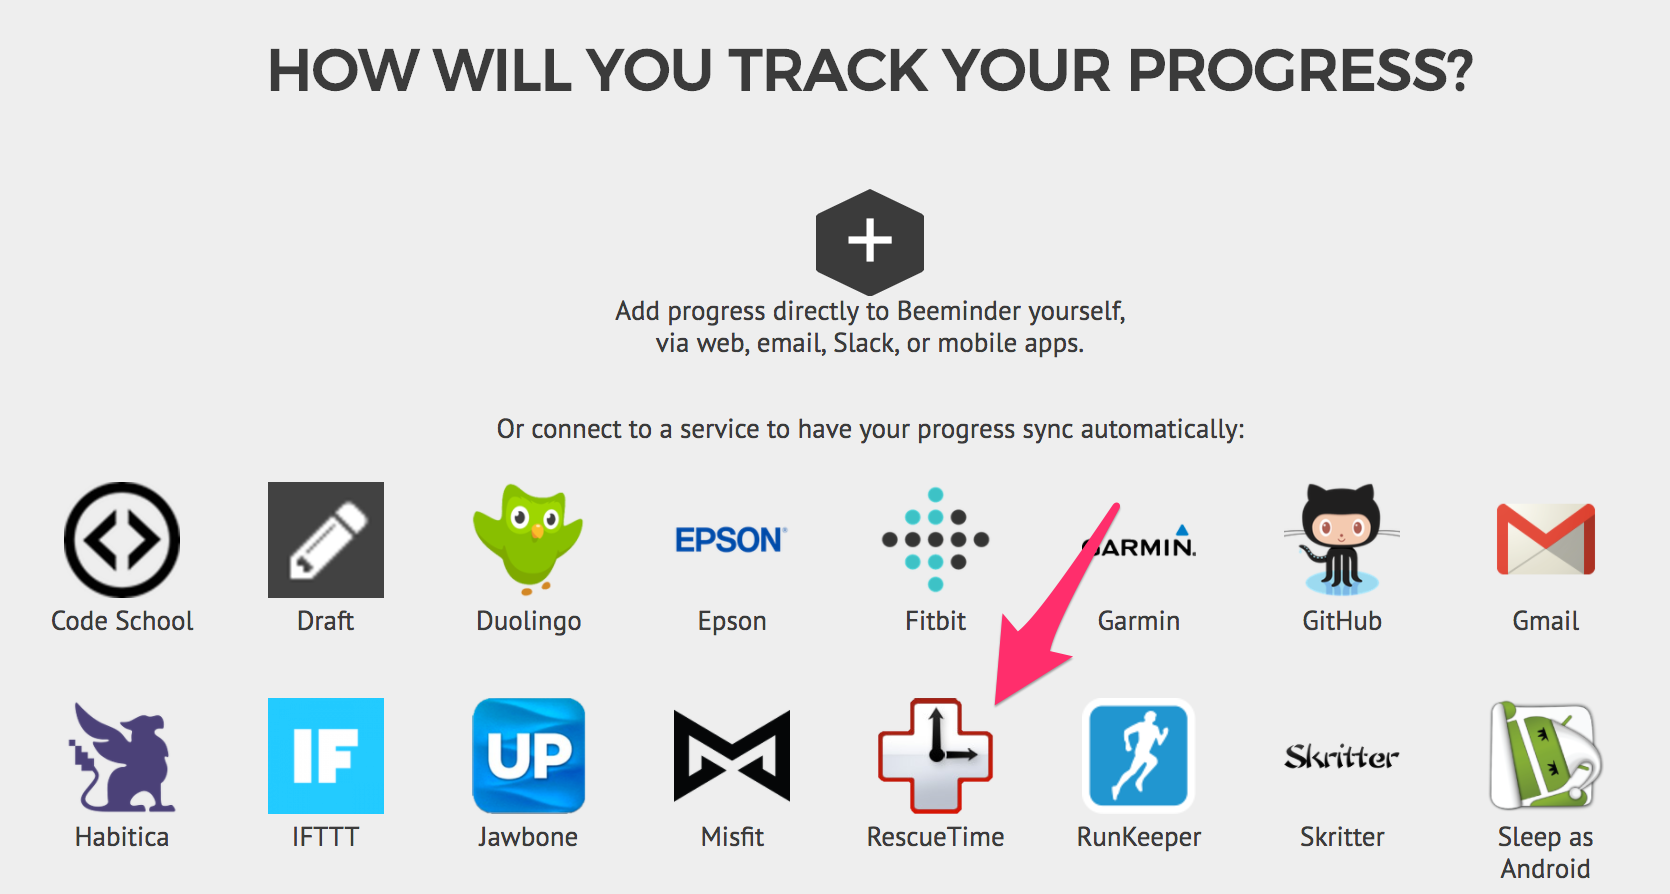 HOW WILL YOU TRACK YOUR PROGRESS?
+
Add progress directly to Beeminder yourself,
via web, email, Slack, or mobile apps.
Or connect to a service to have your progress sync automatically:
EPSON®
GARMIN.
Code School
Draft
Duolingo
Epson
Fitbit
Garmin
GitHub
Gmail
IF
UP
Skritter
Habitica
IFTTT
Jawbone
Misfit
RescueTime
RunKeeper
Skritter
Sleep as
Android